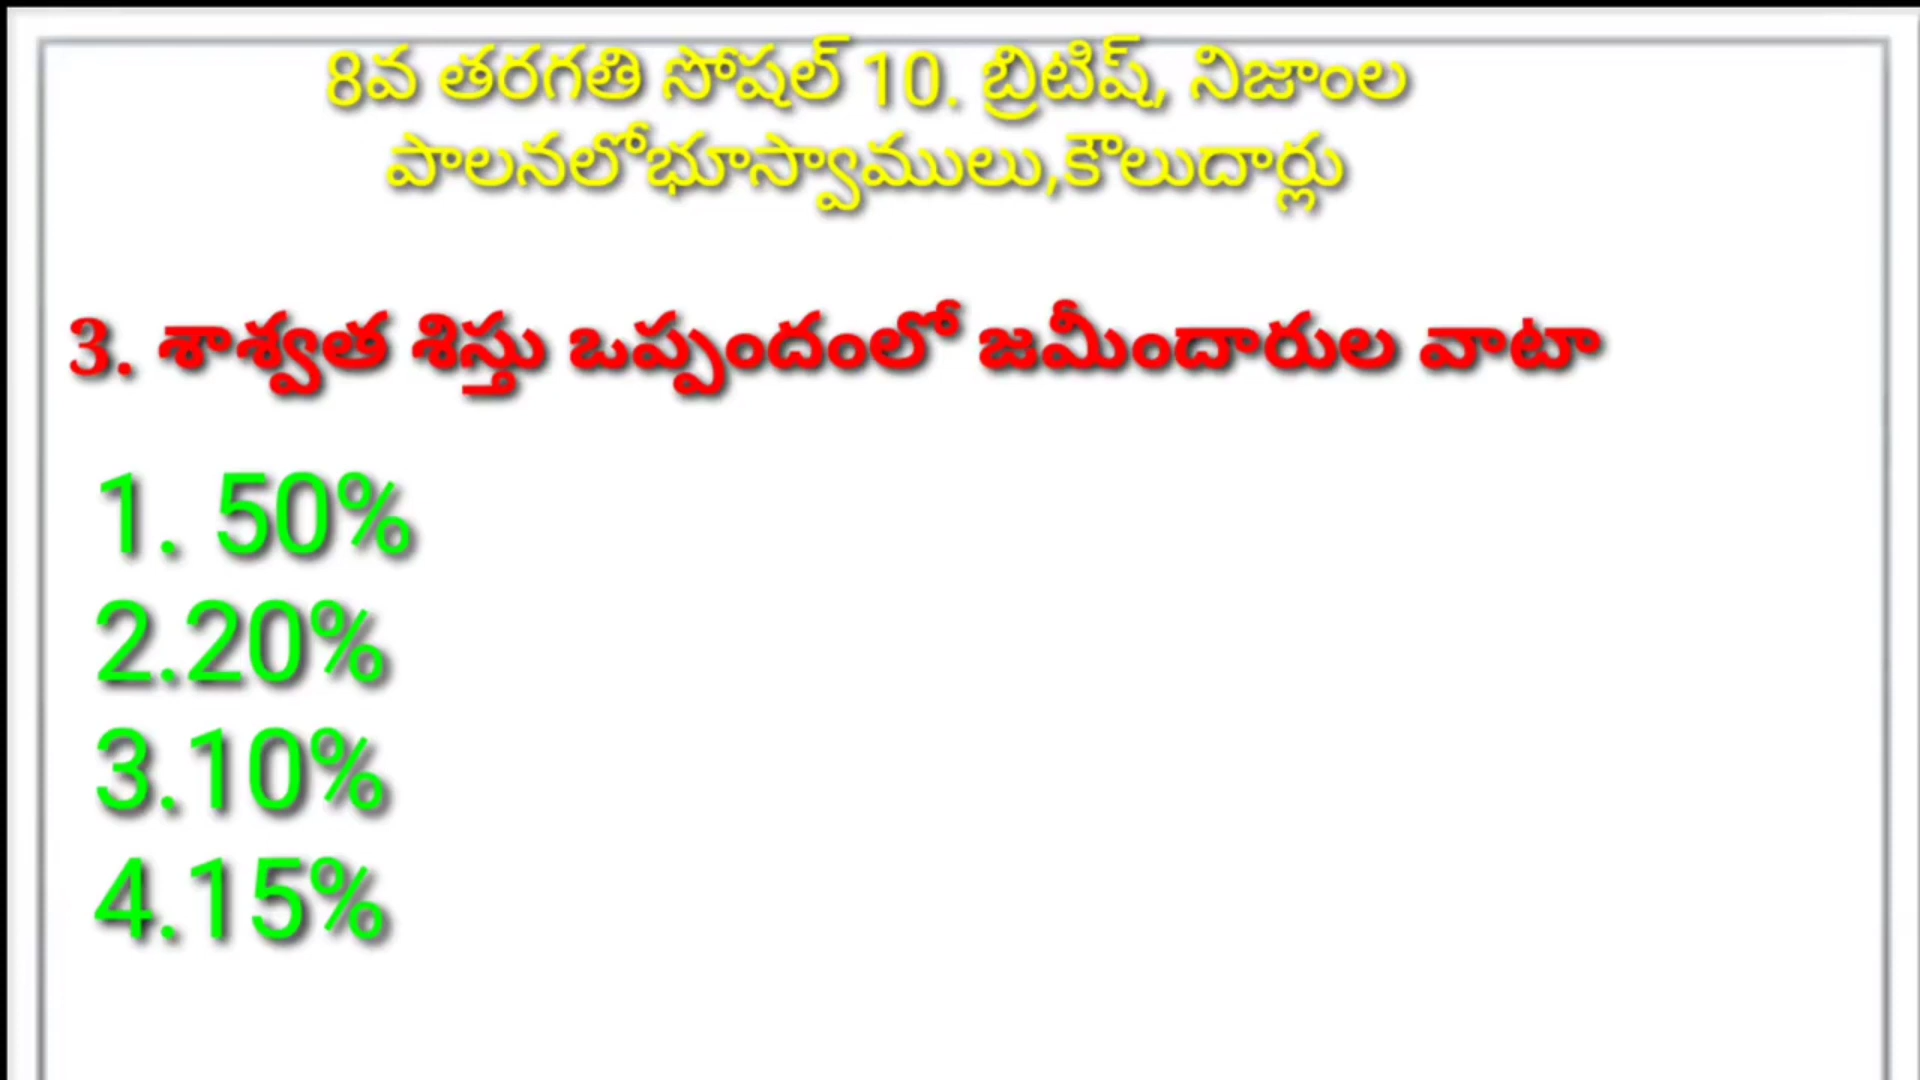 8వ తరగతి సోషల్ 10. బ్రిటిష్, నిజాంల
పాలనలోభూస్వాములు,కౌలుదార్లు
3. శాశ్వత శిస్తు ఒప్పందంలో జమీందారుల వాటా
1. 50%
2.20%
3.10%
4.15%